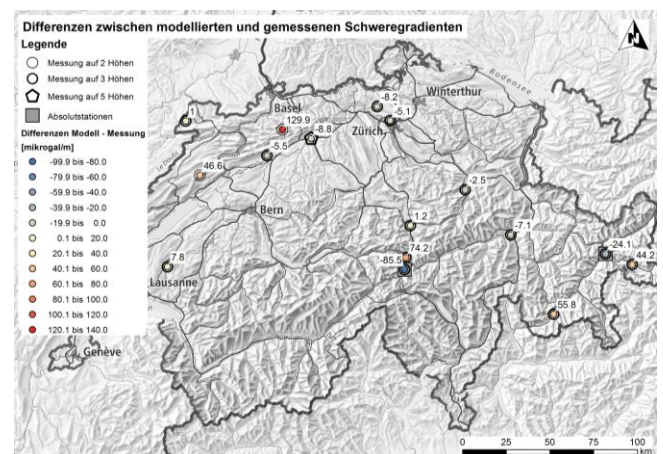 Differenzen zwischen modellierten und gemessenen Schweregradienten
Legende
Messung auf 2 Höhen
Messung auf 3 Höhen
Messung auf 5 Höhen
Absolutstationen
Differenzen Modell - Messung
[mikrogal/m]
-99.9 bis -80.0
-79.9 bis -60.0
-59.9 bis -40.0
-39.9 bis -20.0
-19.9 bis 0.0
0.1 bis 20.0
20.1 bis 40.0
40.1 bis 60.0
60.1 bis 80.0
80.1 bis 100.0
100.1 bis 120.0
120.1 bis 140.0
N
Bodensee
Basel
Winterthur
Zürich
Bern
Lausanne
Genève
1
129.9
-8.2
-5.1
-8.8
-5.5
46.6
-2.5
1.2
-7.1
7.8
74.2
-85.5
-24.1
44.2
55.8
0 25 50 75 100
km